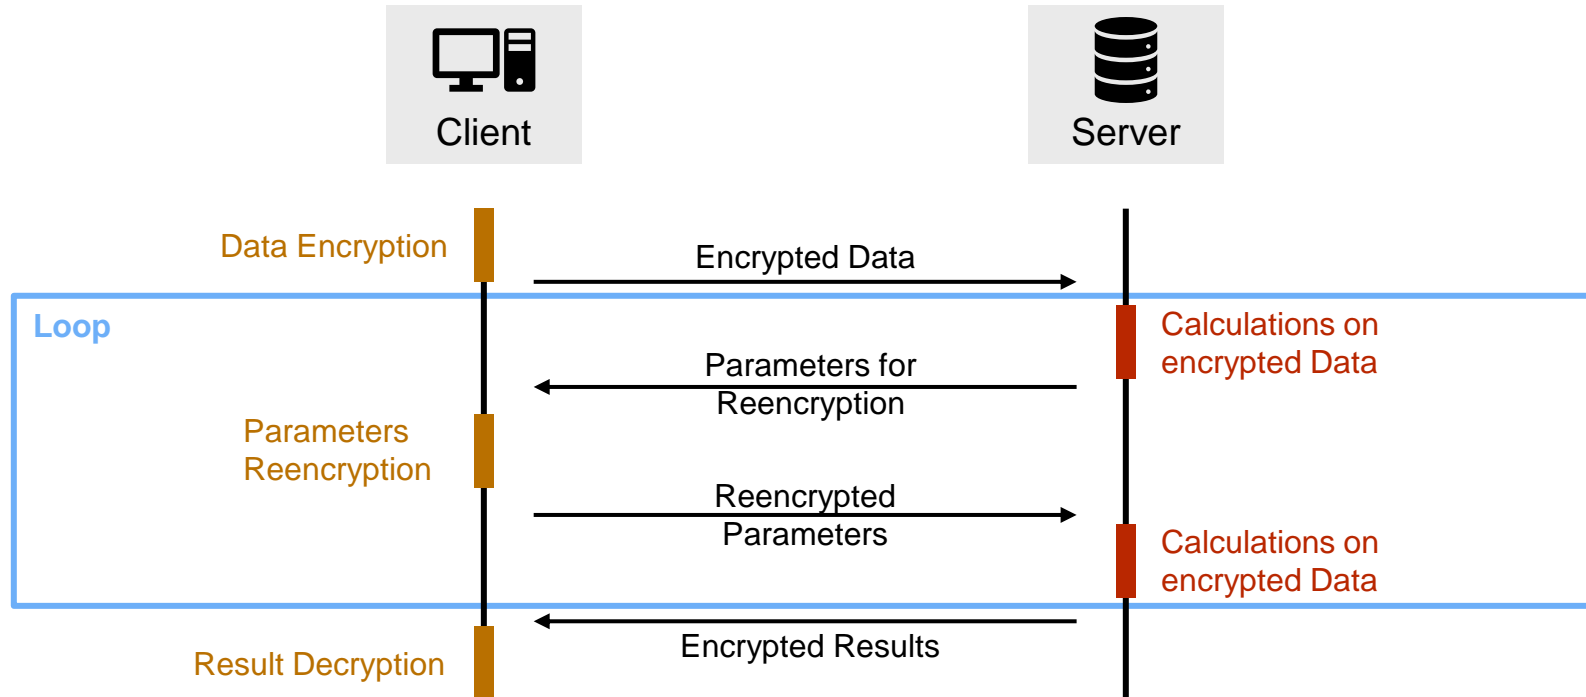 Client
Server
Data Encryption
Encrypted Data
Loop
Calculations on
encrypted Data
Parameters for
Reencryption
Parameters
Reencryption
Reencrypted
Parameters
Calculations on
encrypted Data
Encrypted Results
Result Decryption